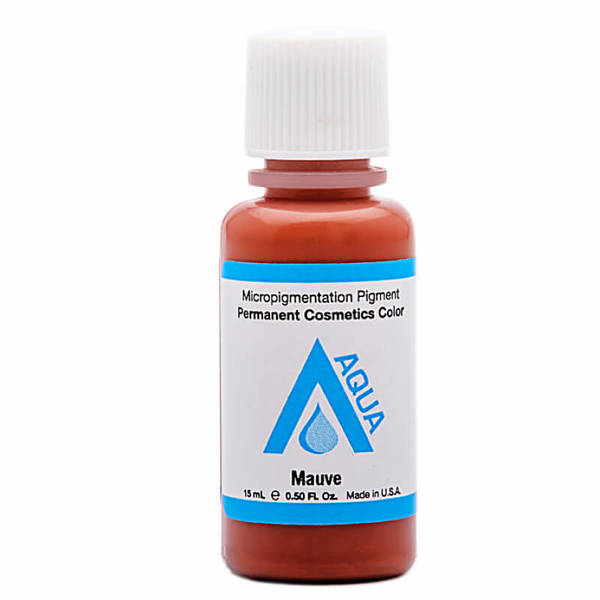 Micropigmentation Pigment
Permanent Cosmetics Color
AQUA
Mauve
15 mL ℮ 0.50 FL Oz. Made in U.S.A.